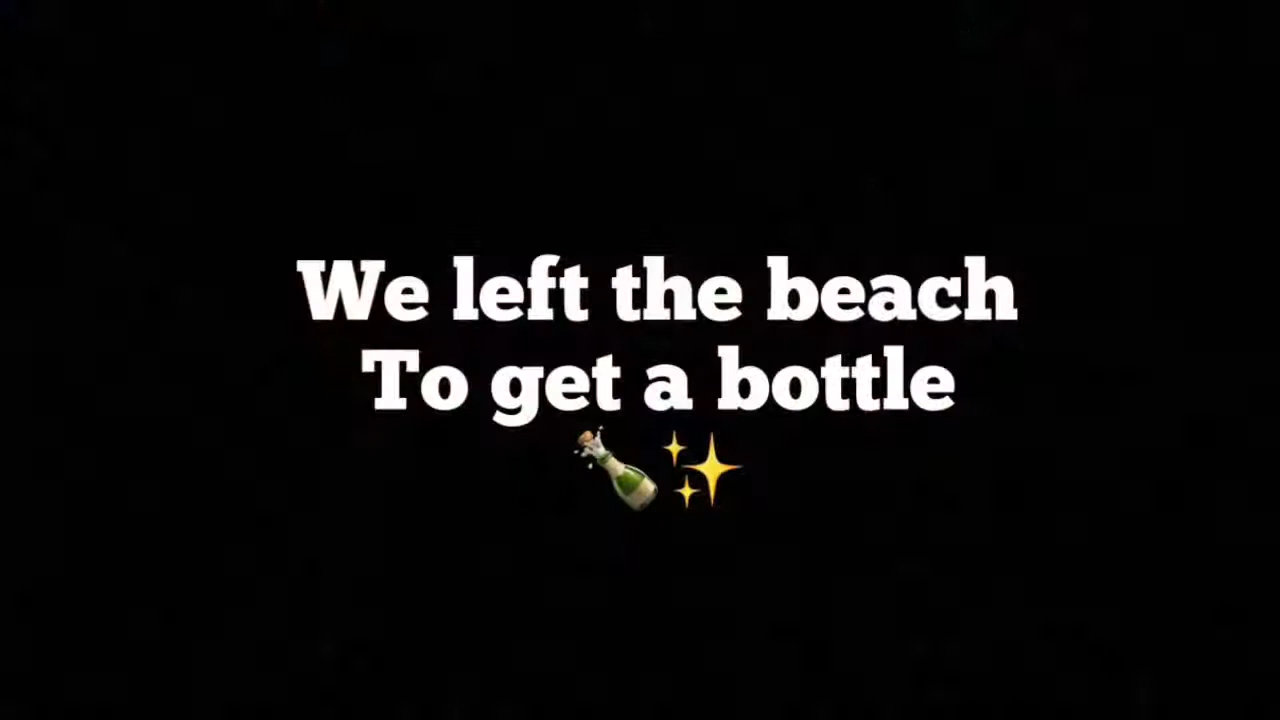 We left the beach
To get a bottle
🍾✨